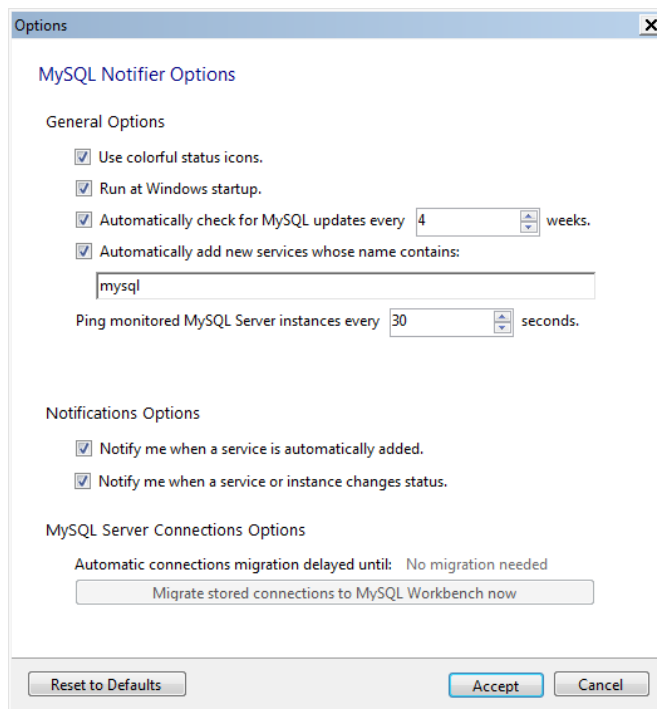 Options
MySQL Notifier Options
General Options
Use colorful status icons.
Run at Windows startup.
Automatically check for MySQL updates every 4 weeks.
Automatically add new services whose name contains:
mysql
Ping monitored MySQL Server instances every 30 seconds.
Notifications Options
Notify me when a service is automatically added.
Notify me when a service or instance changes status.
MySQL Server Connections Options
Automatic connections migration delayed until: No migration needed
Migrate stored connections to MySQL Workbench now
Reset to Defaults Accept Cancel